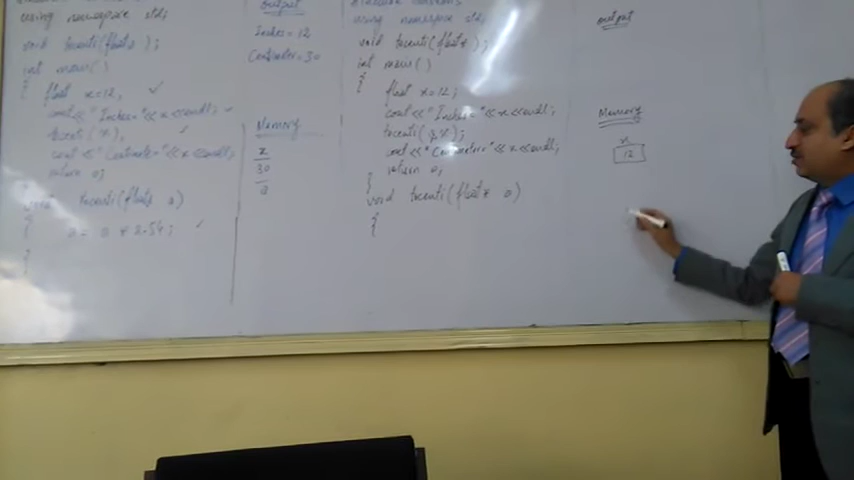 using namespace std;
void tocenti(float& );
int main()
{ float x=12;
cout<<"Inches="<<x<<endl;
tocenti(x);
cout<<"Centimeter="<<x<<endl;
return 0;
void tocenti(float& a)
{ a = a * 2.54;
}
Output
Inches = 12
Centimeter = 30
Memory
x
30
a
using namespace std;
void tocenti(float*);
int main()
{
float x=12;
cout<<"Inches="<<x<<endl;
tocenti(&x);
cout<<"Centimeter="<<x<<endl;
return 0;
}
void tocenti(float*
{
output
Memory
x
12